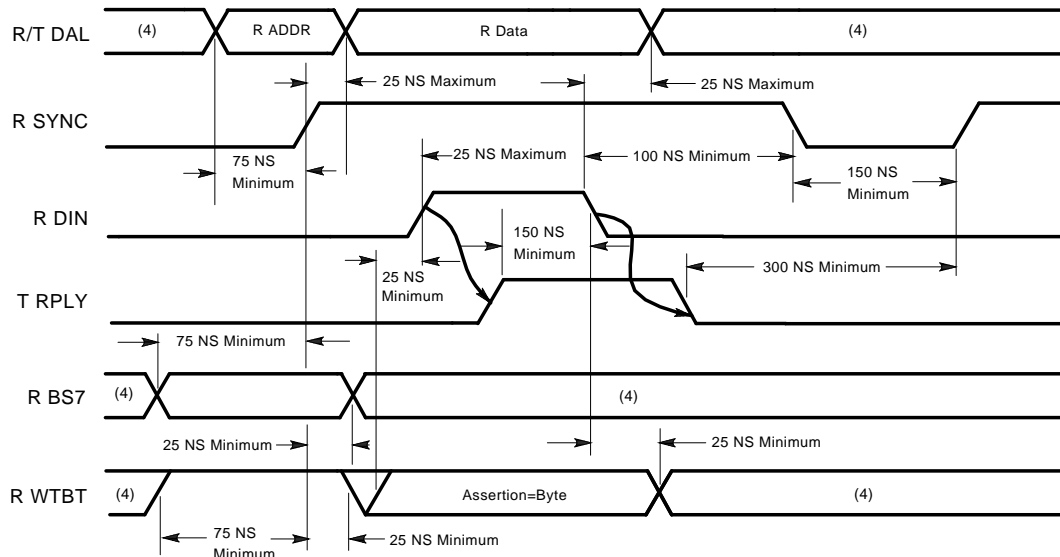 R/T DAL (4) R ADDR R Data (4)
25 NS Maximum 25 NS Maximum
R SYNC
75 NS Minimum
25 NS Maximum
100 NS Minimum
150 NS Minimum
R DIN
150 NS Minimum
25 NS Minimum
300 NS Minimum
T RPLY
75 NS Minimum
R BS7 (4) (4)
25 NS Minimum 25 NS Minimum
R WTBT (4) Assertion=Byte (4)
75 NS Minimum
25 NS Minimum